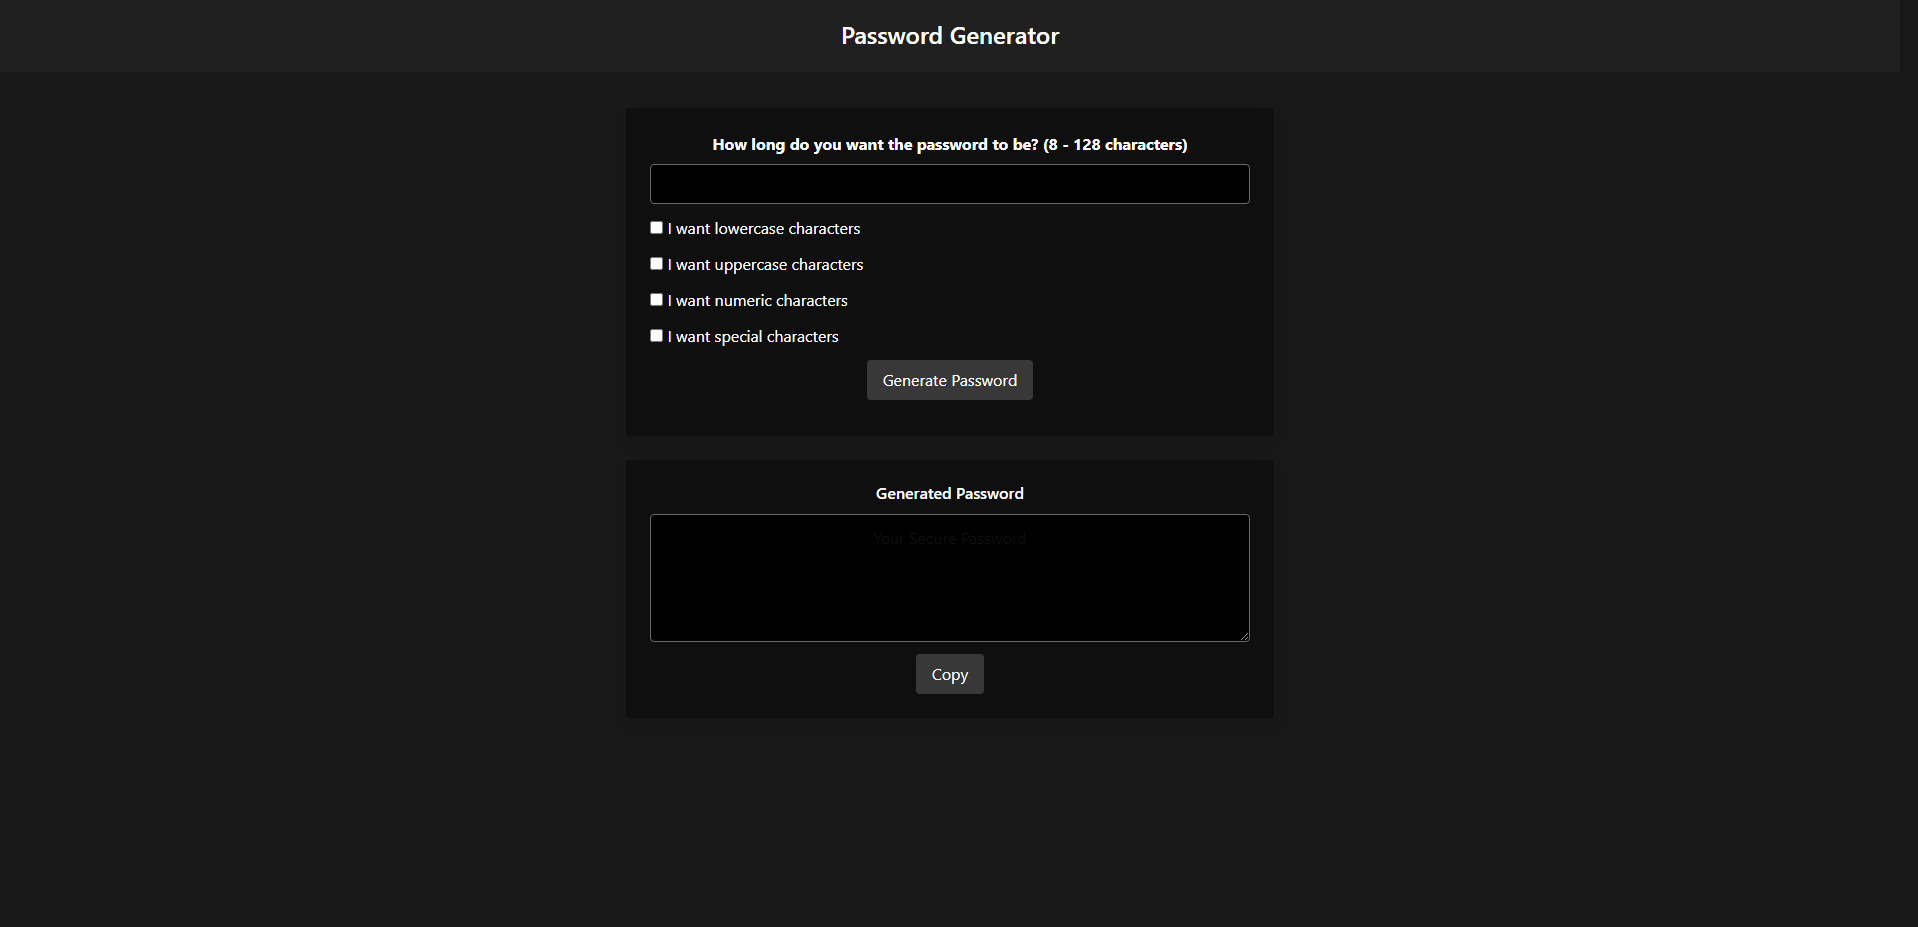 Password Generator
How long do you want the password to be? (8 - 128 characters)
I want lowercase characters
I want uppercase characters
I want numeric characters
I want special characters
Generate Password
Generated Password
Your Secure Password
Copy